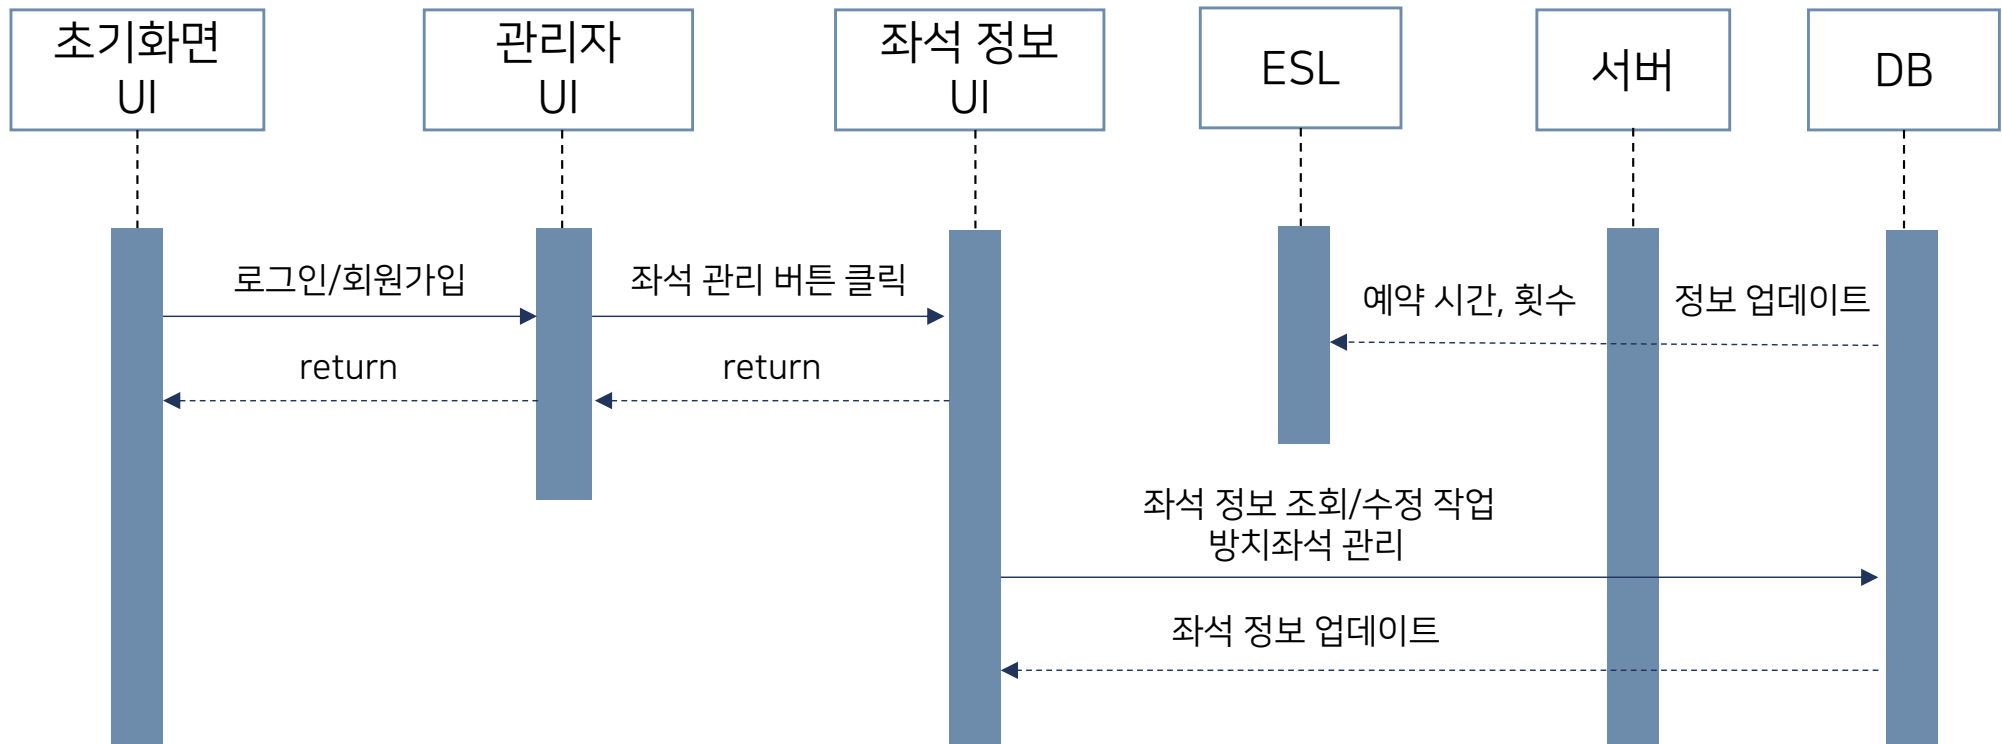 초기화면
UI
관리자
UI
좌석 정보
UI
ESL
서버
DB
로그인/회원가입
좌석 관리 버튼 클릭
예약 시간, 횟수
정보 업데이트
return
return
좌석 정보 조회/수정 작업
방치좌석 관리
좌석 정보 업데이트